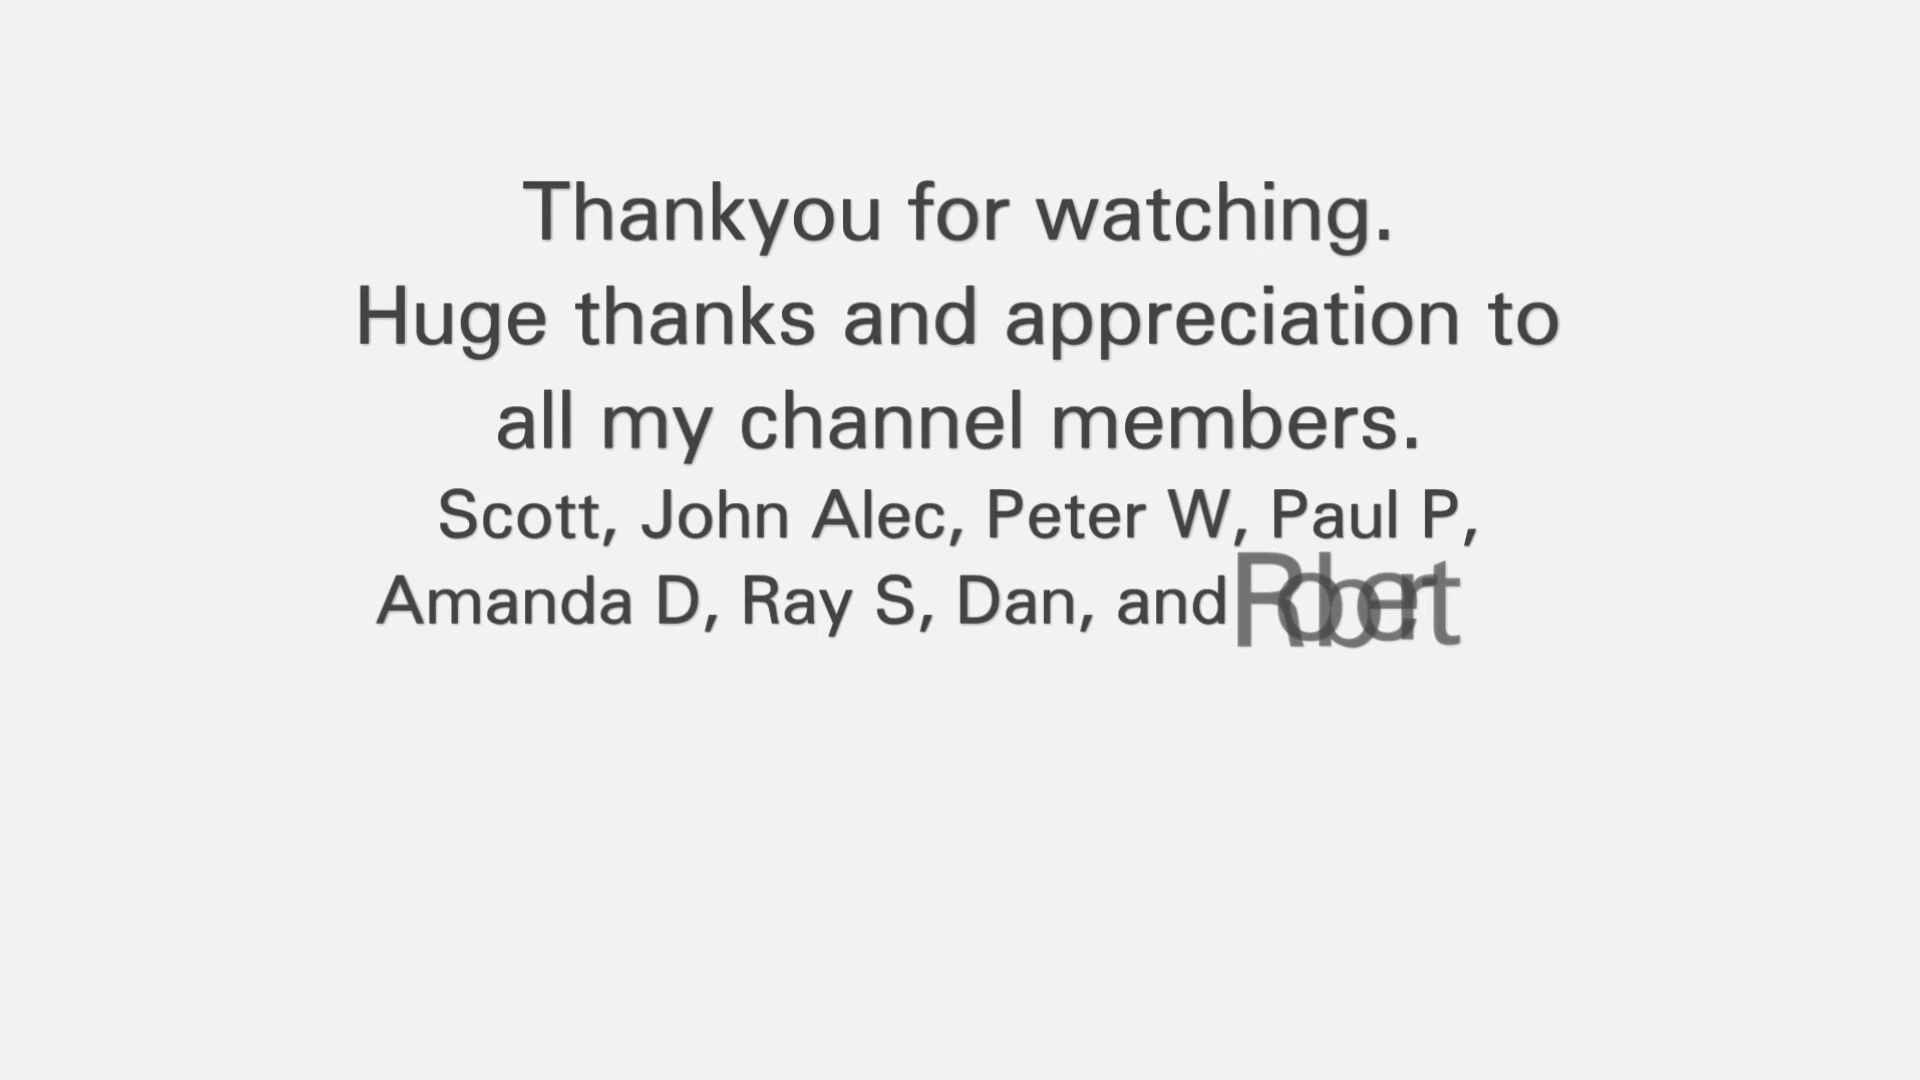 Thankyou for watching.
Huge thanks and appreciation to
all my channel members.
Scott, John Alec, Peter W, Paul P,
Amanda D, Ray S, Dan, and Robert